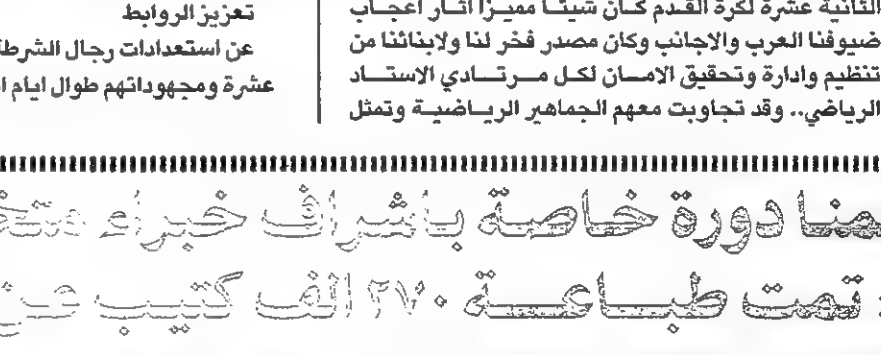 الثانية عشرة لكرة القدم كان شيئا مميزا اثار اعجاب
ضيوفنا العرب والاجانب وكان مصدر فخر لنا ولابنائنا من
تنظيم وادارة وتحقيق الامان لكل مرتادي الاستاد
الرياضي.. وقد تجاوبت معهم الجماهير الرياضية وتمثل
تعزيز الروابط
عن استعدادات رجال الشرطة
عشرة ومجهوداتهم طوال ايام
دورة خاصة باشراف خبراء
تمت طباعة ٢٧٠ الف كتيب عن